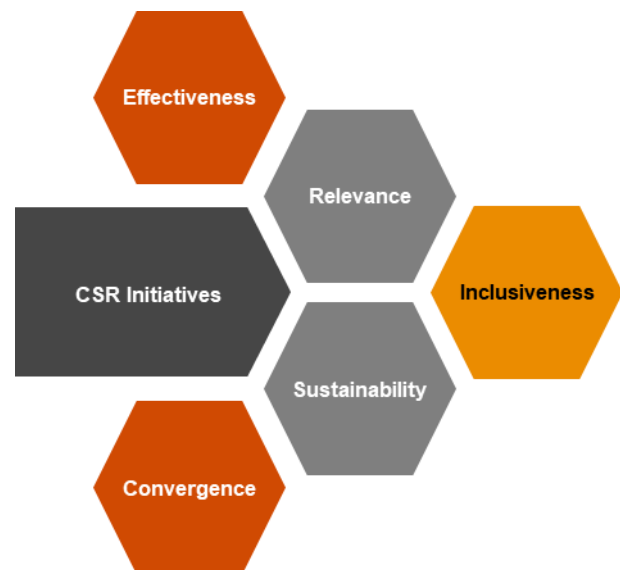 Effectiveness
Relevance
CSR Initiatives
Inclusiveness
Sustainability
Convergence